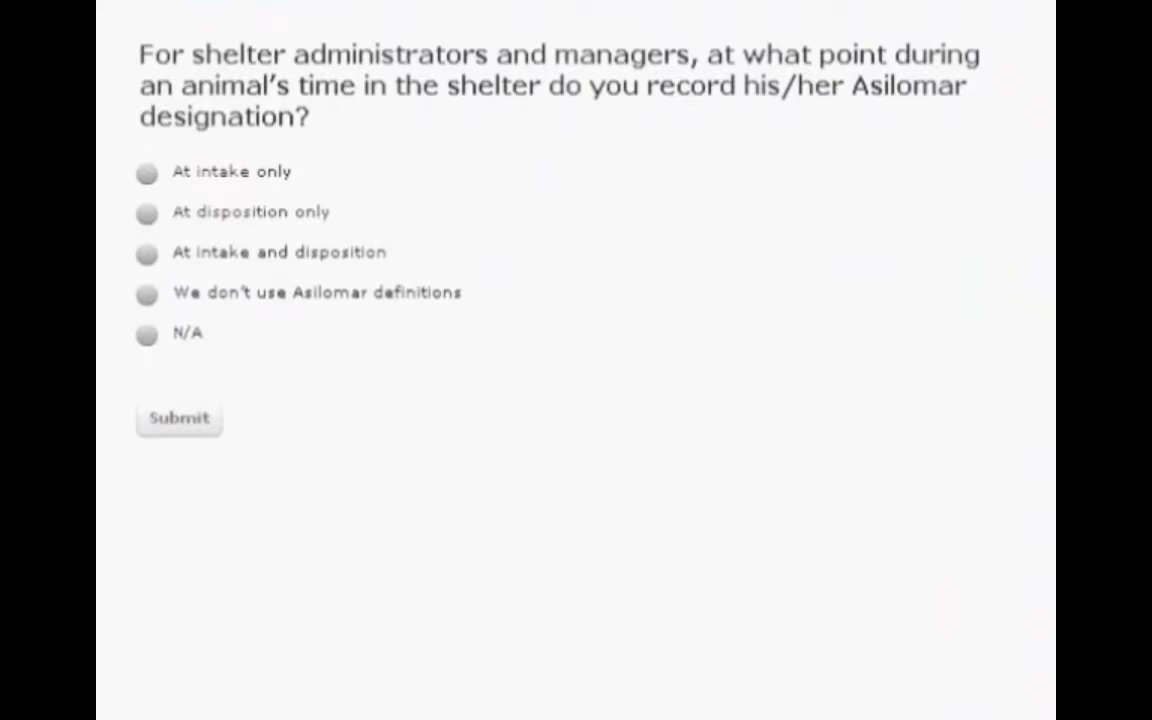 For shelter administrators and managers, at what point during
an animal's time in the shelter do you record his/her Asilomar
designation?
At intake only
At disposition only
At intake and disposition
We don't use Asilomar definitions
N/A
Submit